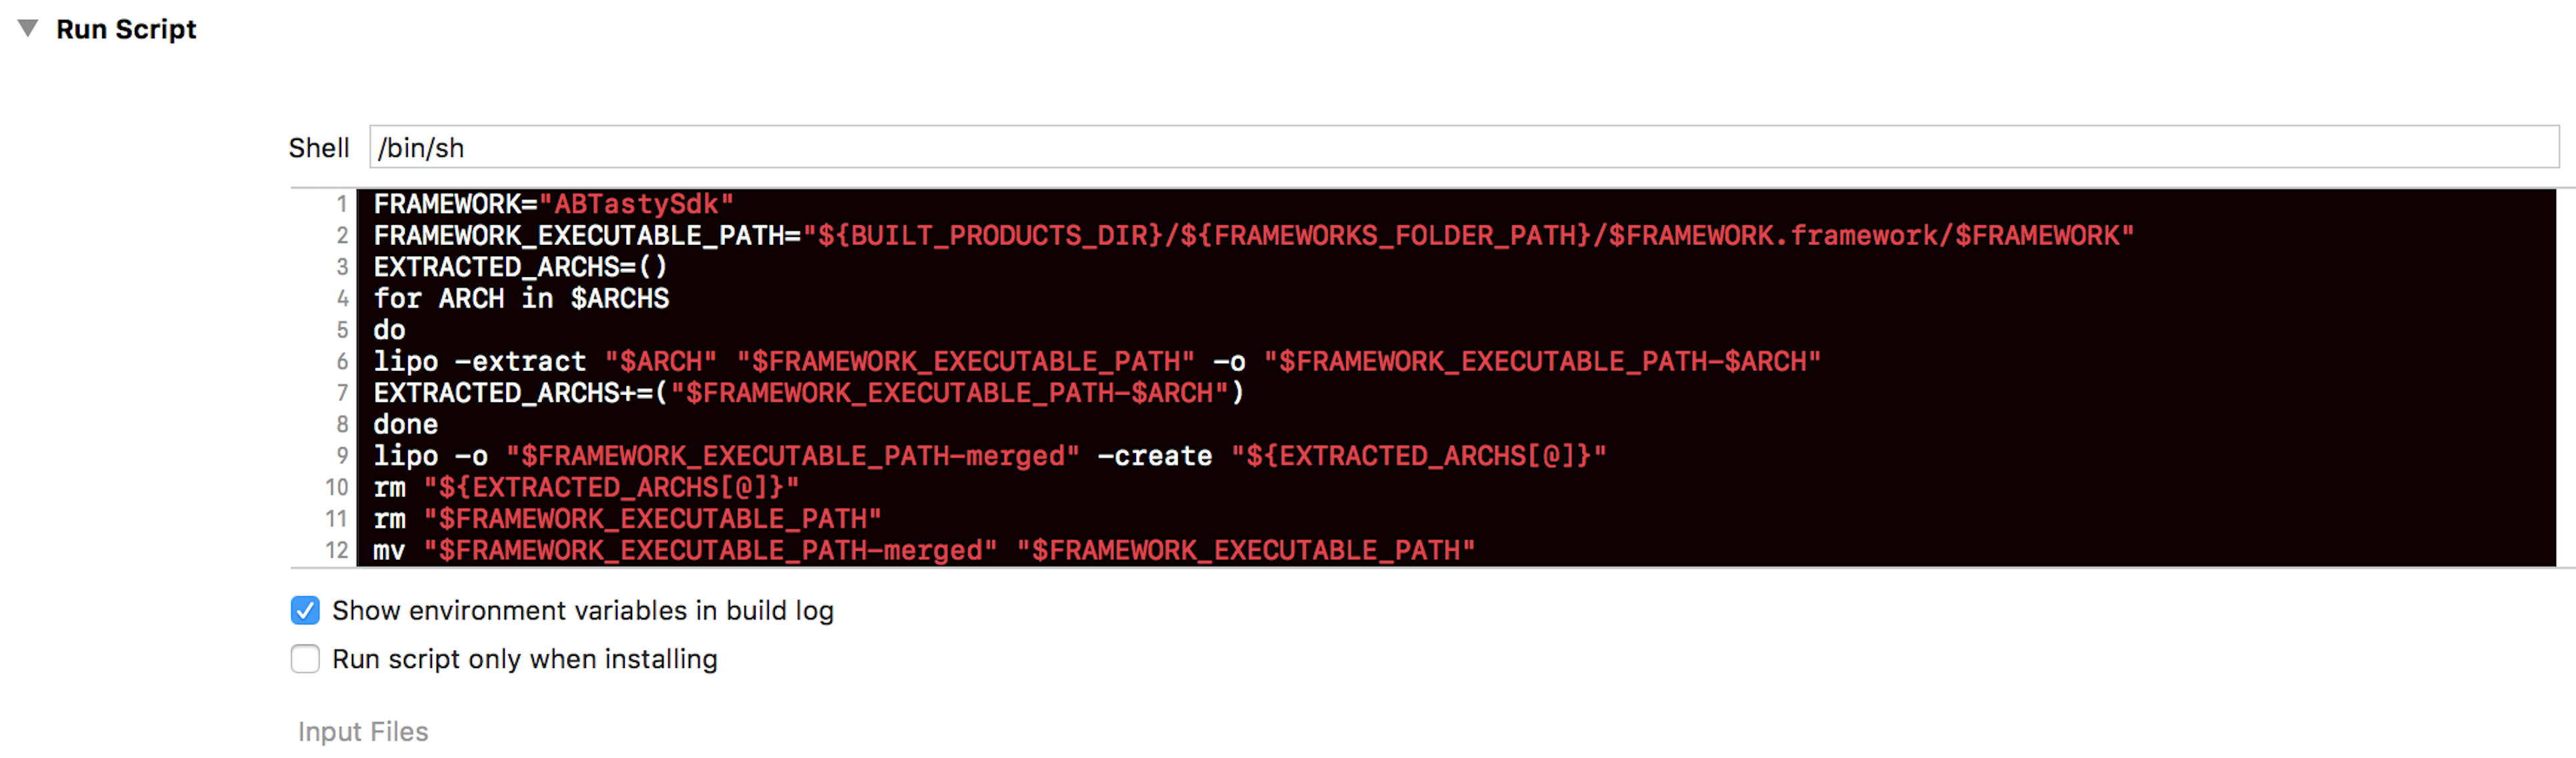 Run Script
Shell /bin/sh
1 FRAMEWORK="ABTastySdk"
2 FRAMEWORK_EXECUTABLE_PATH="${BUILT_PRODUCTS_DIR}/${FRAMEWORKS_FOLDER_PATH}/$FRAMEWORK.framework/$FRAMEWORK"
3 EXTRACTED_ARCHS=()
4 for ARCH in $ARCHS
5 do
6 lipo -extract "$ARCH" "$FRAMEWORK_EXECUTABLE_PATH" -o "$FRAMEWORK_EXECUTABLE_PATH-$ARCH"
7 EXTRACTED_ARCHS+=("$FRAMEWORK_EXECUTABLE_PATH-$ARCH")
8 done
9 lipo -o "$FRAMEWORK_EXECUTABLE_PATH-merged" -create "${EXTRACTED_ARCHS[@]}"
10 rm "${EXTRACTED_ARCHS[@]}"
11 rm "$FRAMEWORK_EXECUTABLE_PATH"
12 mv "$FRAMEWORK_EXECUTABLE_PATH-merged" "$FRAMEWORK_EXECUTABLE_PATH"
Show environment variables in build log
Run script only when installing
Input Files